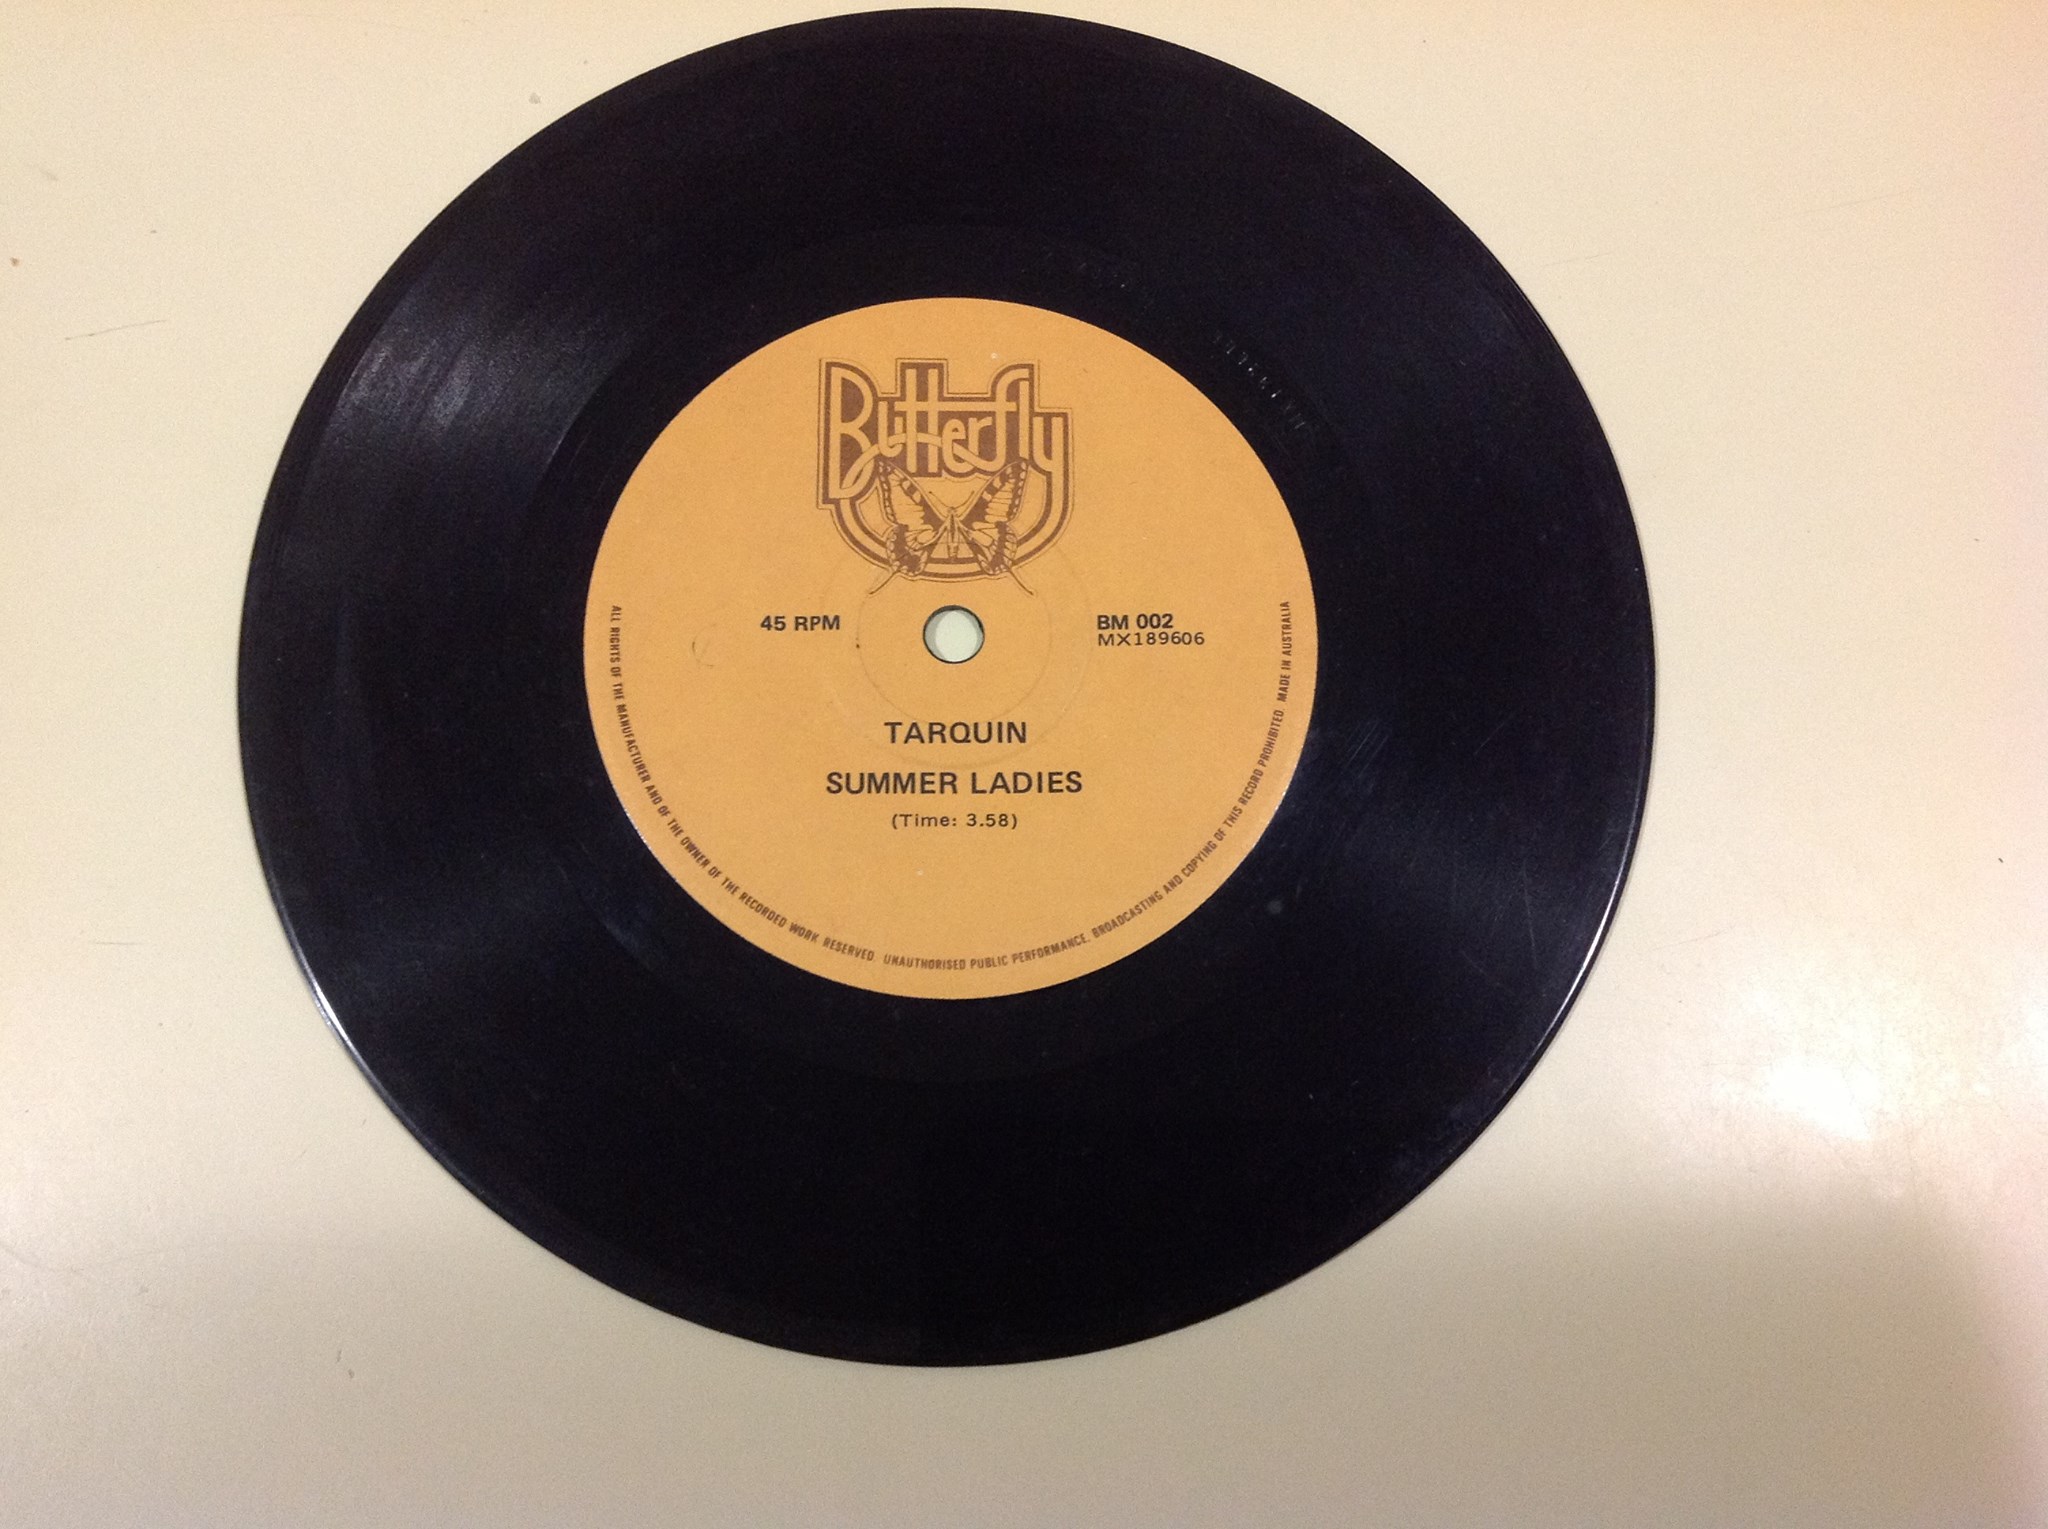 Butterfly
45 RPM
BM 002
MX189606
TARQUIN
SUMMER LADIES
(Time: 3.58)
ALL RIGHTS OF THE MANUFACTURER AND OF THE OWNER OF THE RECORDED WORK RESERVED. UNAUTHORISED PUBLIC PERFORMANCE, BROADCASTING AND COPYING OF THIS RECORD PROHIBITED. MADE IN AUSTRALIA